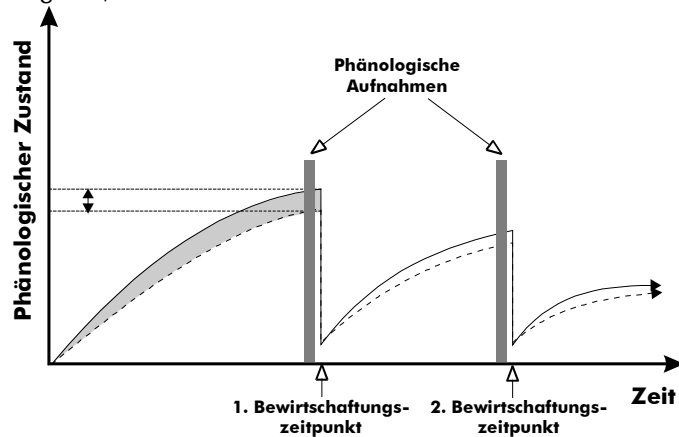 Phänologischer Zustand
Phänologische
Aufnahmen
Zeit
1. Bewirtschaftungs-
zeitpunkt
2. Bewirtschaftungs-
zeitpunkt